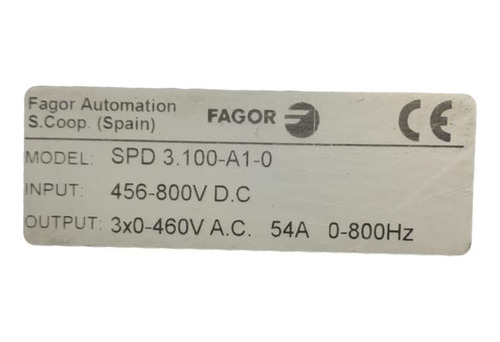 Fagor Automation
S.Coop. (Spain)
FAGOR
CE
MODEL: SPD 3.100-A1-0
INPUT: 456-800V D.C
OUTPUT: 3x0-460V A.C. 54A 0-800Hz